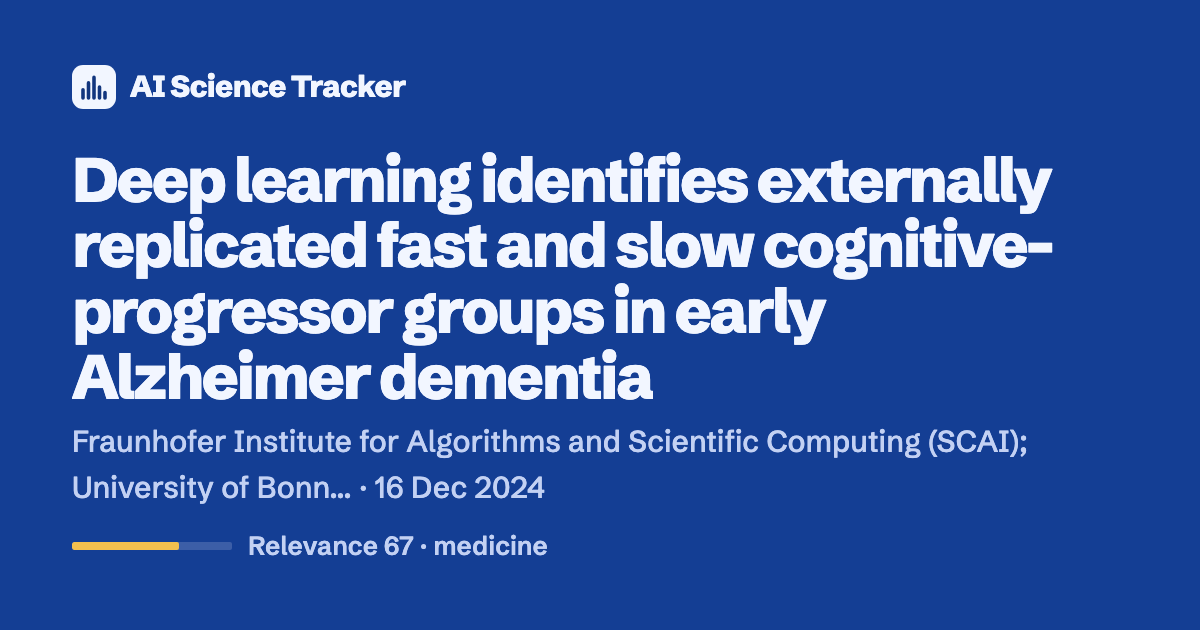 AI Science Tracker
Deep learning identifies externally
replicated fast and slow cognitive-
progressor groups in early
Alzheimer dementia
Fraunhofer Institute for Algorithms and Scientific Computing (SCAI);
University of Bonn... · 16 Dec 2024
Relevance 67 · medicine